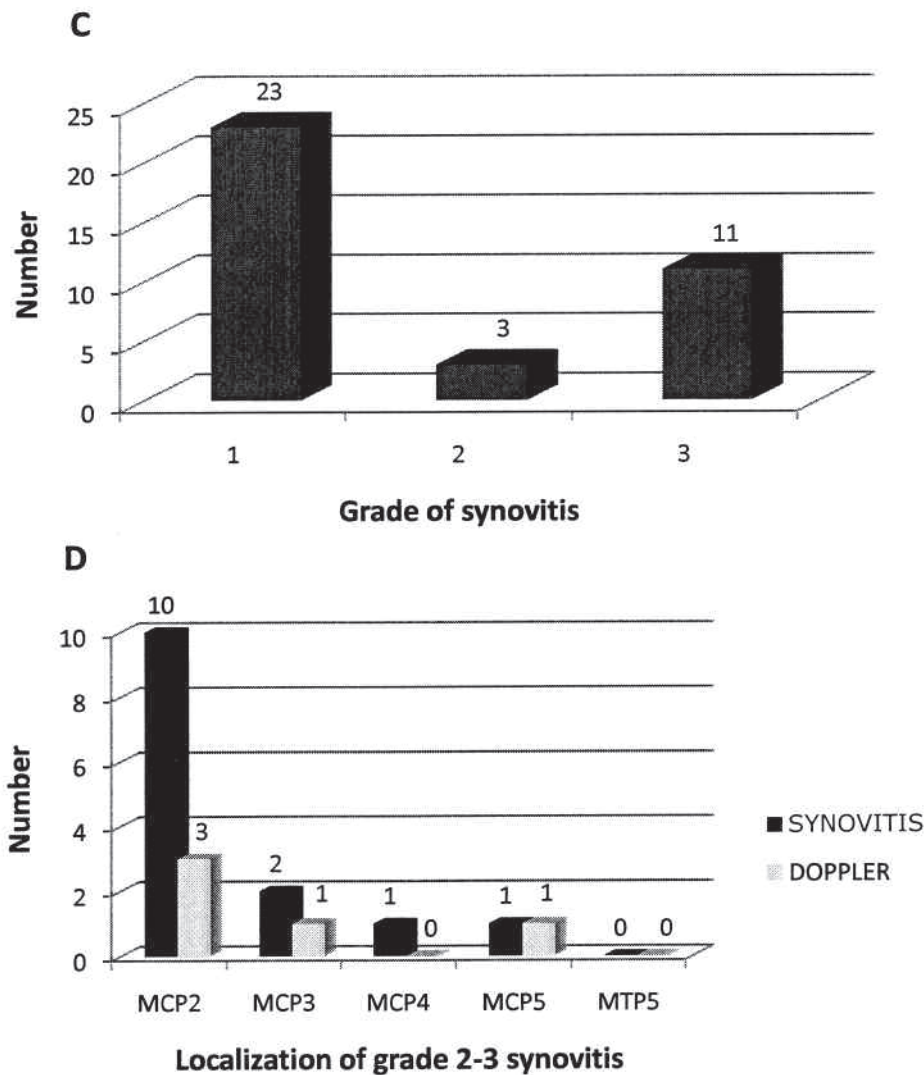 C
23
25
20
11
15
Number
10
3
5
0
1 2 3
Grade of synovitis
D
10
10
8
Number
6
3
4
SYNOVITIS
2
1
1
1
DOPPLER
2
0
0 0
0
MCP2 MCP3 MCP4 MCP5 MTP5
Localization of grade 2-3 synovitis